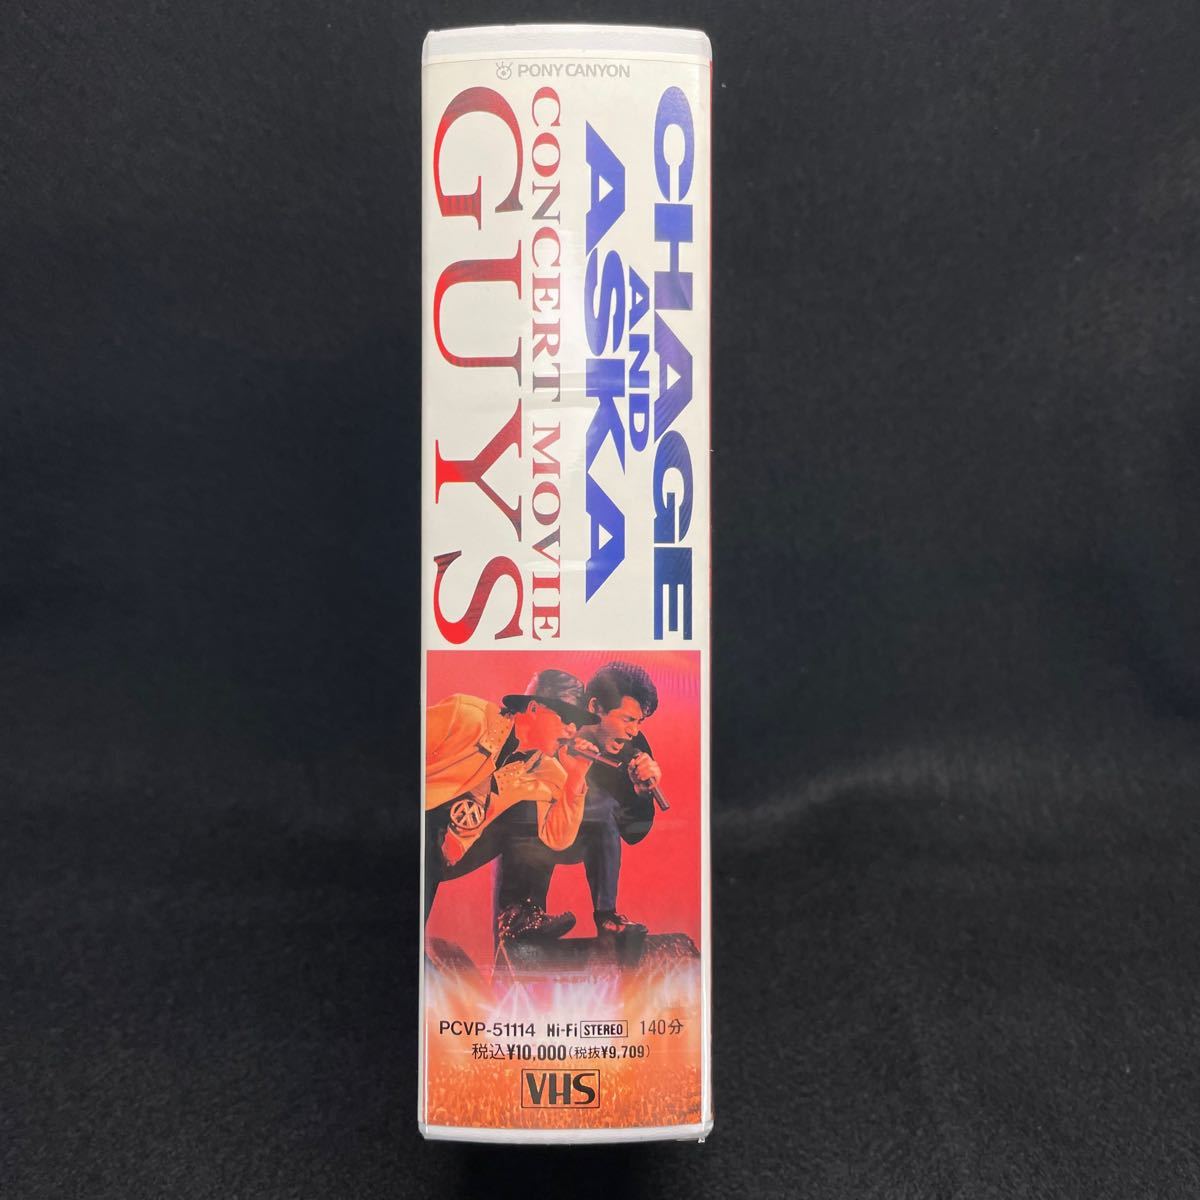 PONY CANYON
CHAGE
AND
ASKA
CONCERT MOVIE
GUYS
PCVP-51114 Hi-Fi STEREO 140分
税込¥10,000(税抜¥9,709)
VHS